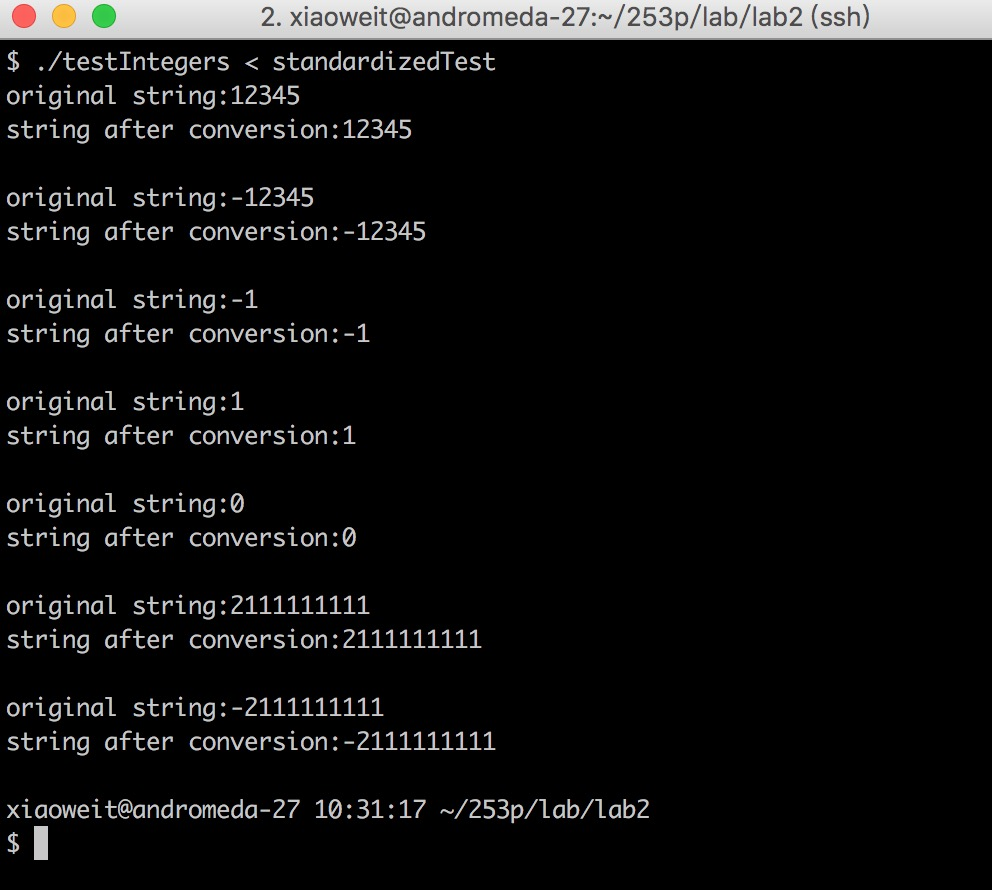 2. xiaoweit@andromeda-27:~/253p/lab/lab2 (ssh)
$ ./testIntegers < standardizedTest
original string:12345
string after conversion:12345
original string:-12345
string after conversion:-12345
original string:-1
string after conversion:-1
original string:1
string after conversion:1
original string:0
string after conversion:0
original string:2111111111
string after conversion:2111111111
original string:-2111111111
string after conversion:-2111111111
xiaoweit@andromeda-27 10:31:17 ~/253p/lab/lab2
$